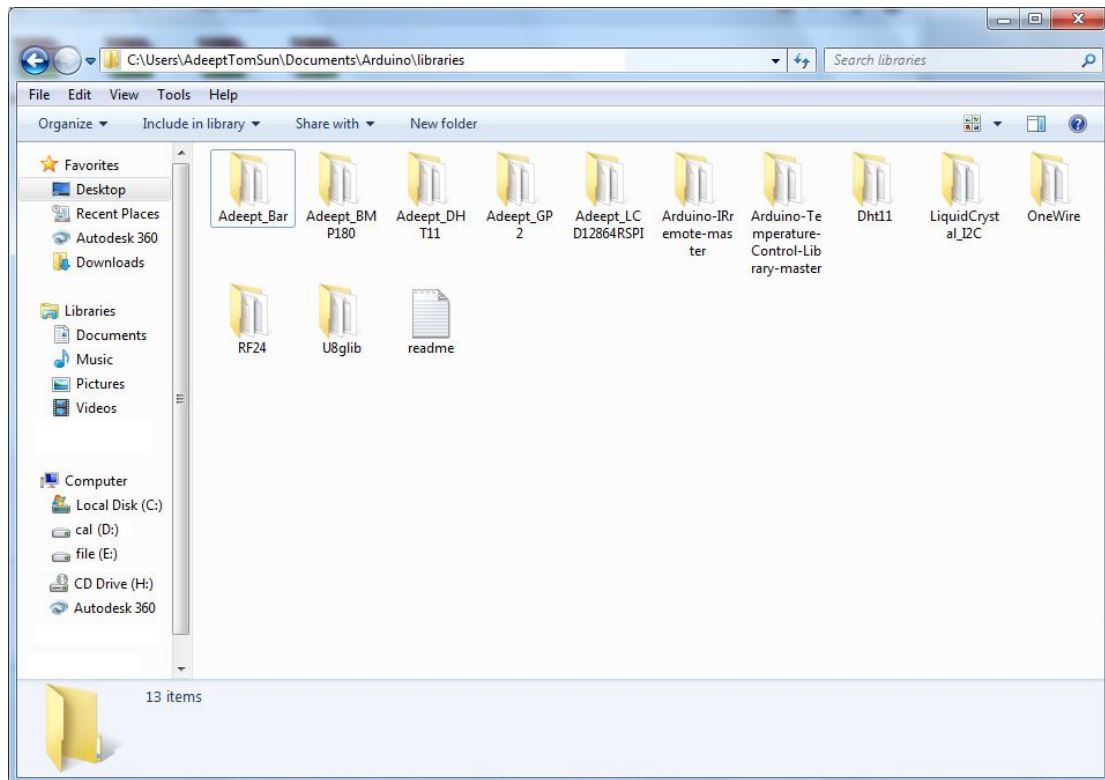 C:\Users\AdeeptTomSun\Documents\Arduino\libraries
Search libraries
File Edit View Tools Help
Organize Include in library Share with New folder
Favorites
Desktop
Recent Places
Autodesk 360
Downloads
Libraries
Documents
Music
Pictures
Videos
Computer
Local Disk (C:)
cal (D:)
file (E:)
CD Drive (H:)
Autodesk 360
Adeept_Bar
Adeept_BM
P180
Adeept_DH
T11
Adeept_GP
2
Adeept_LC
D12864RSPI
Arduino-IRr
emote-mas
ter
Arduino-Te
mperature-
Control-Lib
rary-master
Dht11
LiquidCryst
al_I2C
OneWire
RF24
U8glib
readme
13 items